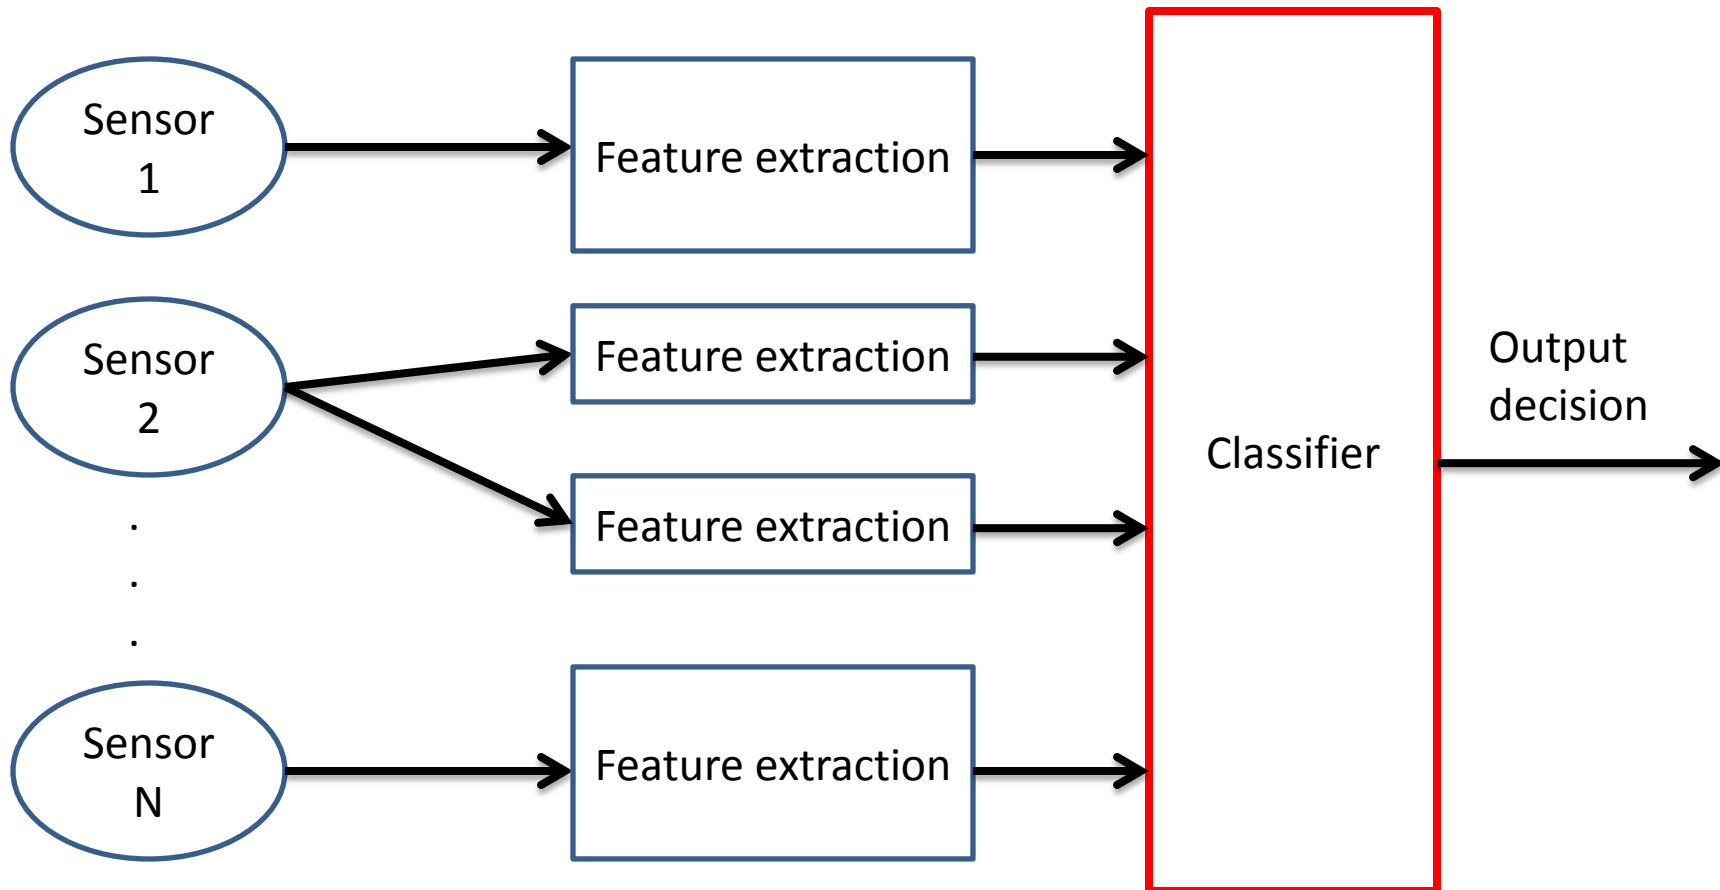 Sensor
1
Feature extraction
Sensor
2
Feature extraction
Feature extraction
.
.
.
Sensor
N
Feature extraction
Classifier
Output
decision